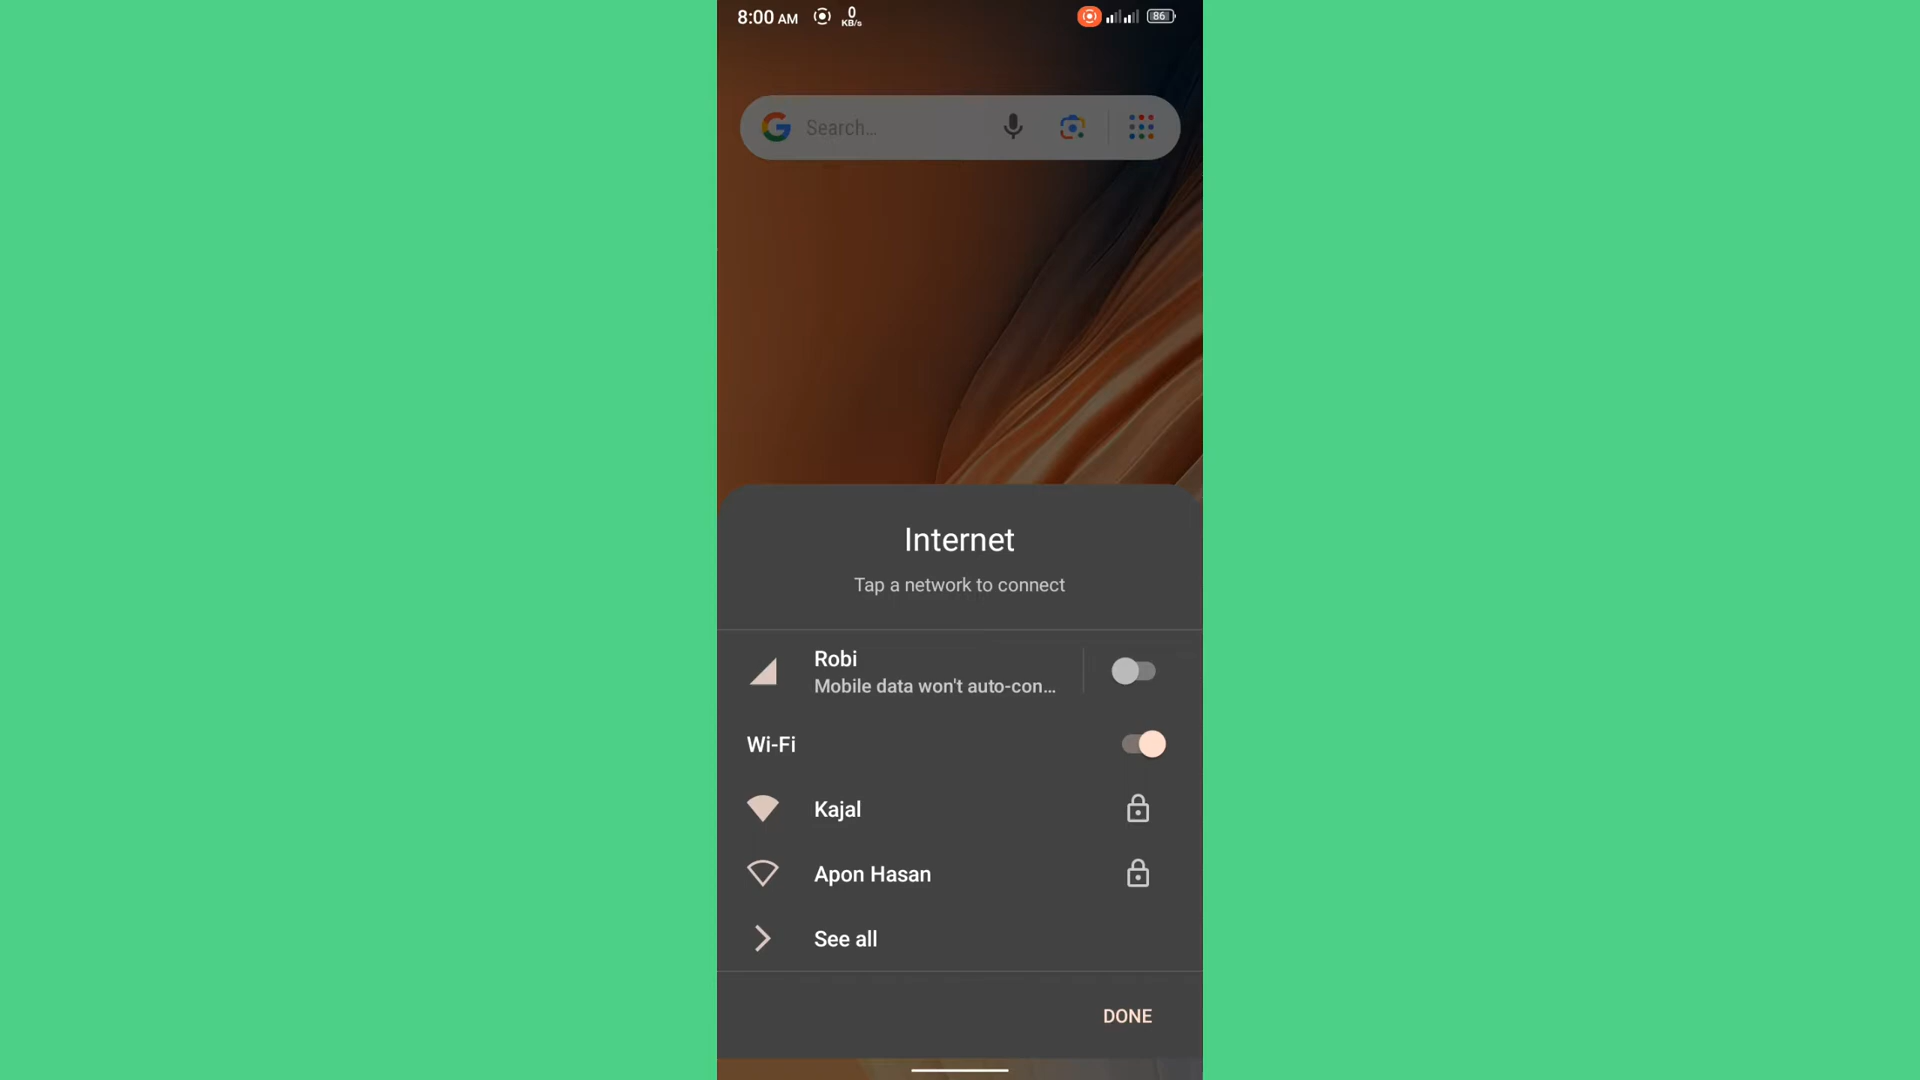 8:00 AM 0 KB/s 86
Search...
Internet
Tap a network to connect
Robi
Mobile data won't auto-con...
Wi-Fi
Kajal
Apon Hasan
See all
DONE